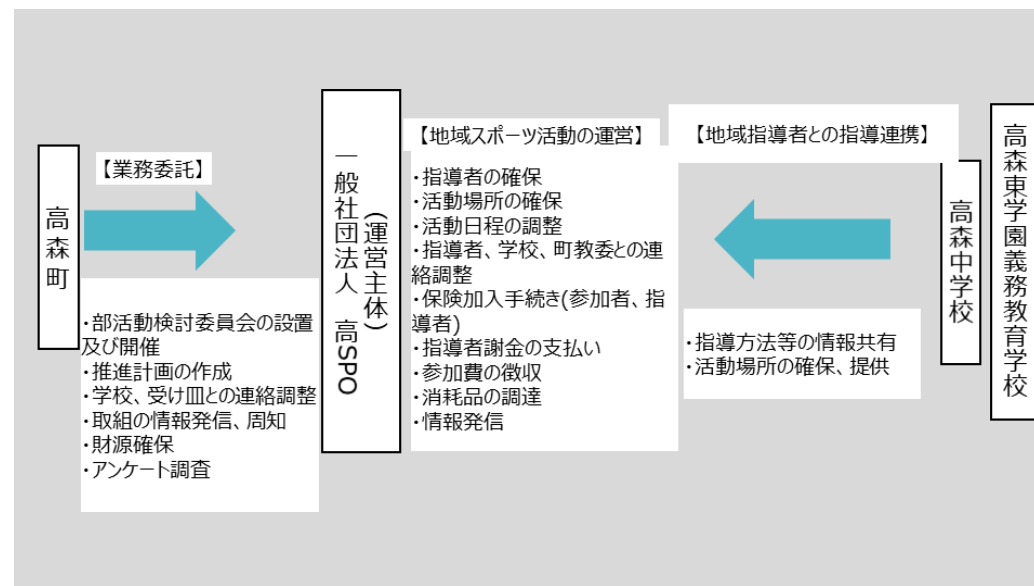 高森町
【業務委託】
・部活動検討委員会の設置
及び開催
・推進計画の作成
・学校、受け皿との連絡調整
・取組の情報発信、周知
・財源確保
・アンケート調査
(運営主体)
一般社団法人 高SPO
【地域スポーツ活動の運営】
・指導者の確保
・活動場所の確保
・活動日程の調整
・指導者、学校、町教委との連
絡調整
・保険加入手続き(参加者、指
導者)
・指導者謝金の支払い
・参加費の徴収
・消耗品の調達
・情報発信
【地域指導者との指導連携】
・指導方法等の情報共有
・活動場所の確保、提供
高森中学校
高森東学園義務教育学校